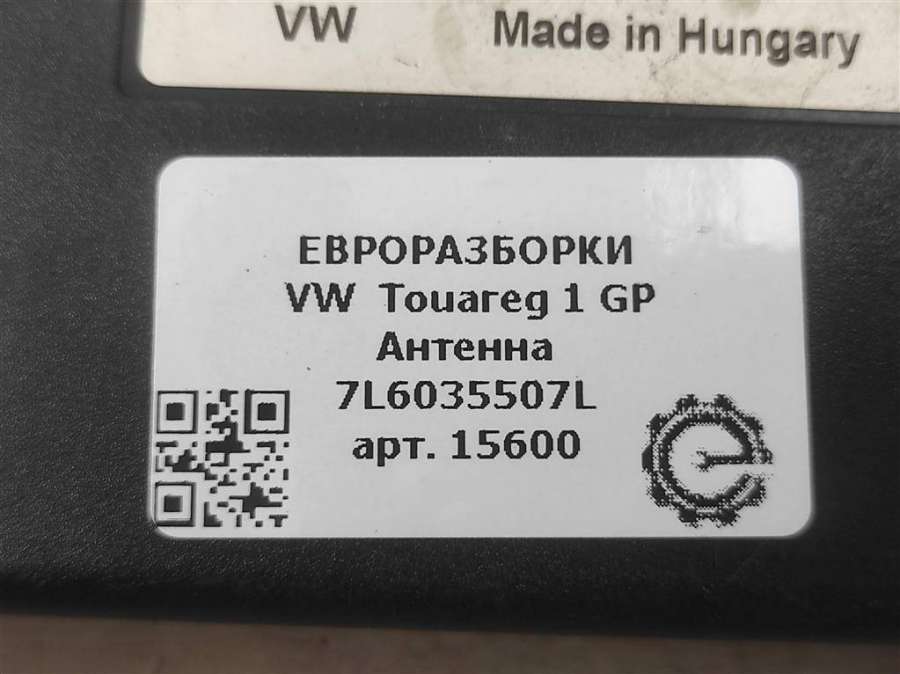 VW Made in Hungary
ЕВРОРАЗБОРКИ
VW Touareg 1 GP
Антенна
7L6035507L
арт. 15600